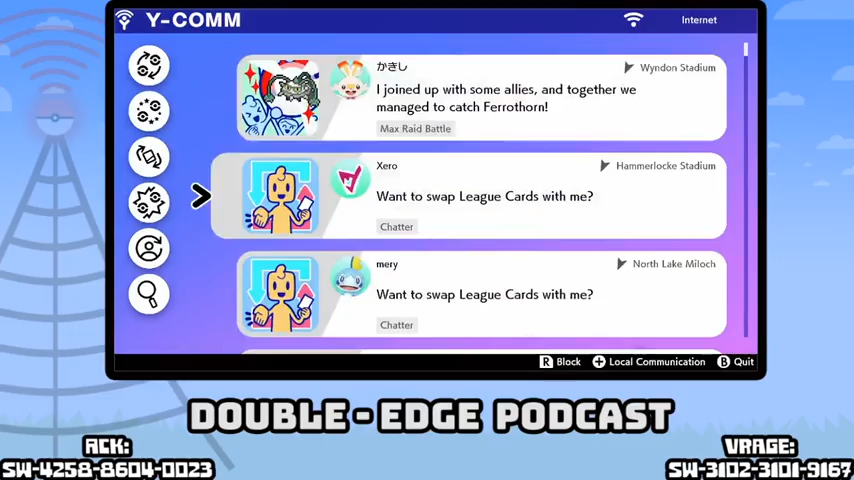 Y-COMM
Internet
かきし
Wyndon Stadium
I joined up with some allies, and together we
managed to catch Ferrothorn!
Max Raid Battle
Xero
Hammerlocke Stadium
Want to swap League Cards with me?
Chatter
mery
North Lake Miloch
Want to swap League Cards with me?
Chatter
R Block + Local Communication B Quit
DOUBLE-EDGE PODCAST
ACK:
SW-4258-8604-0023
VRAGE:
SW-3102-3101-9167